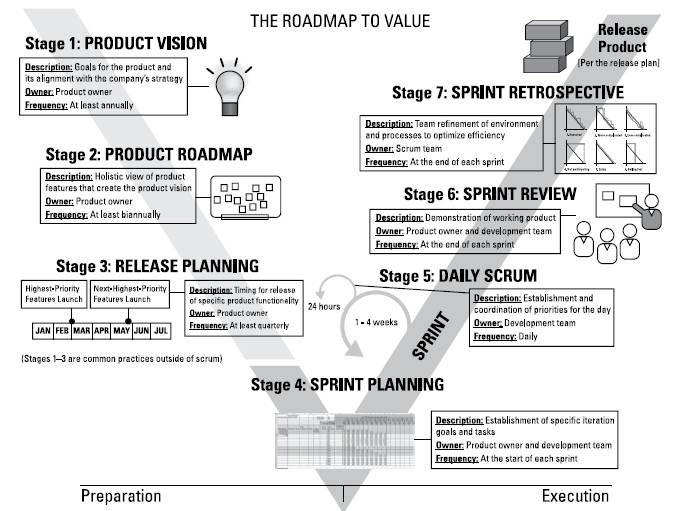 THE ROADMAP TO VALUE
Stage 1: PRODUCT VISION
Description: Goals for the product and
its alignment with the company's strategy
Owner: Product owner
Frequency: At least annually
Release
Product
(Per the release plan)
Stage 7: SPRINT RETROSPECTIVE
Description: Team refinement of environment
and processes to optimize efficiency
Owner: Scrum team
Frequency: At the end of each sprint
Stage 2: PRODUCT ROADMAP
Description: Holistic view of product
features that create the product vision
Owner: Product owner
Frequency: At least biannually
Stage 6: SPRINT REVIEW
Description: Demonstration of working product
Owner: Product owner and development team
Frequency: At the end of each sprint
Stage 3: RELEASE PLANNING
Highest-Priority
Features Launch
Next-Highest-Priority
Features Launch
JAN FEB MAR APR MAY JUN JUL
Description: Timing for release
of specific product functionality
Owner: Product owner
Frequency: At least quarterly
(Stages 1–3 are common practices outside of scrum)
24 hours
1 - 4 weeks
SPRINT
Stage 5: DAILY SCRUM
Description: Establishment and
coordination of priorities for the day
Owner: Development team
Frequency: Daily
Stage 4: SPRINT PLANNING
Description: Establishment of specific iteration
goals and tasks
Owner: Product owner and development team
Frequency: At the start of each sprint
Preparation
Execution